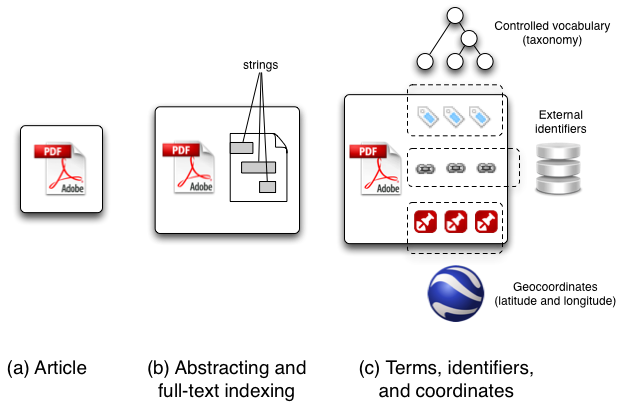 Controlled vocabulary
(taxonomy)
strings
External
identifiers
PDF
Adobe
PDF
Adobe
PDF
Adobe
Geocoordinates
(latitude and longitude)
(a) Article
(b) Abstracting and
full-text indexing
(c) Terms, identifiers,
and coordinates